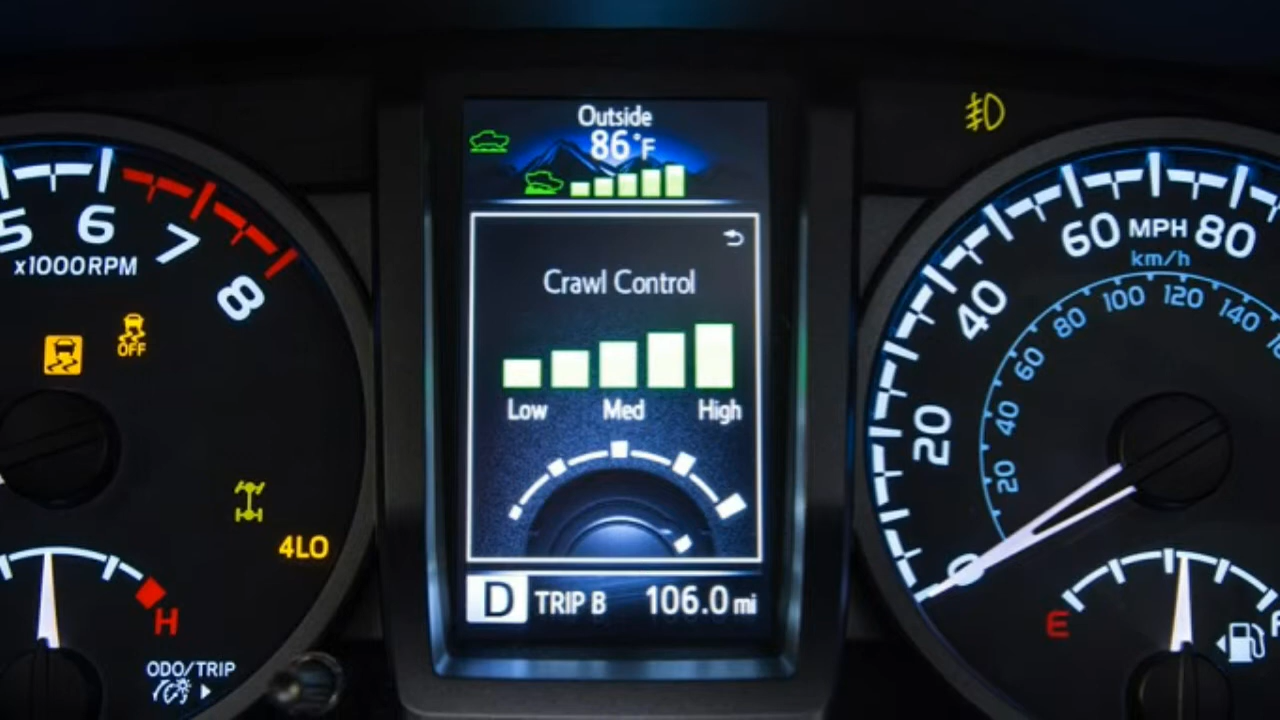 5 6 7 8
x1000RPM
OFF
4LO
H
ODO/TRIP
Outside
86°F
Crawl Control
Low Med High
D TRIP B 106.0 mi
0 20 40 60 MPH 80
km/h
20 40 60 80 100 120 140
E